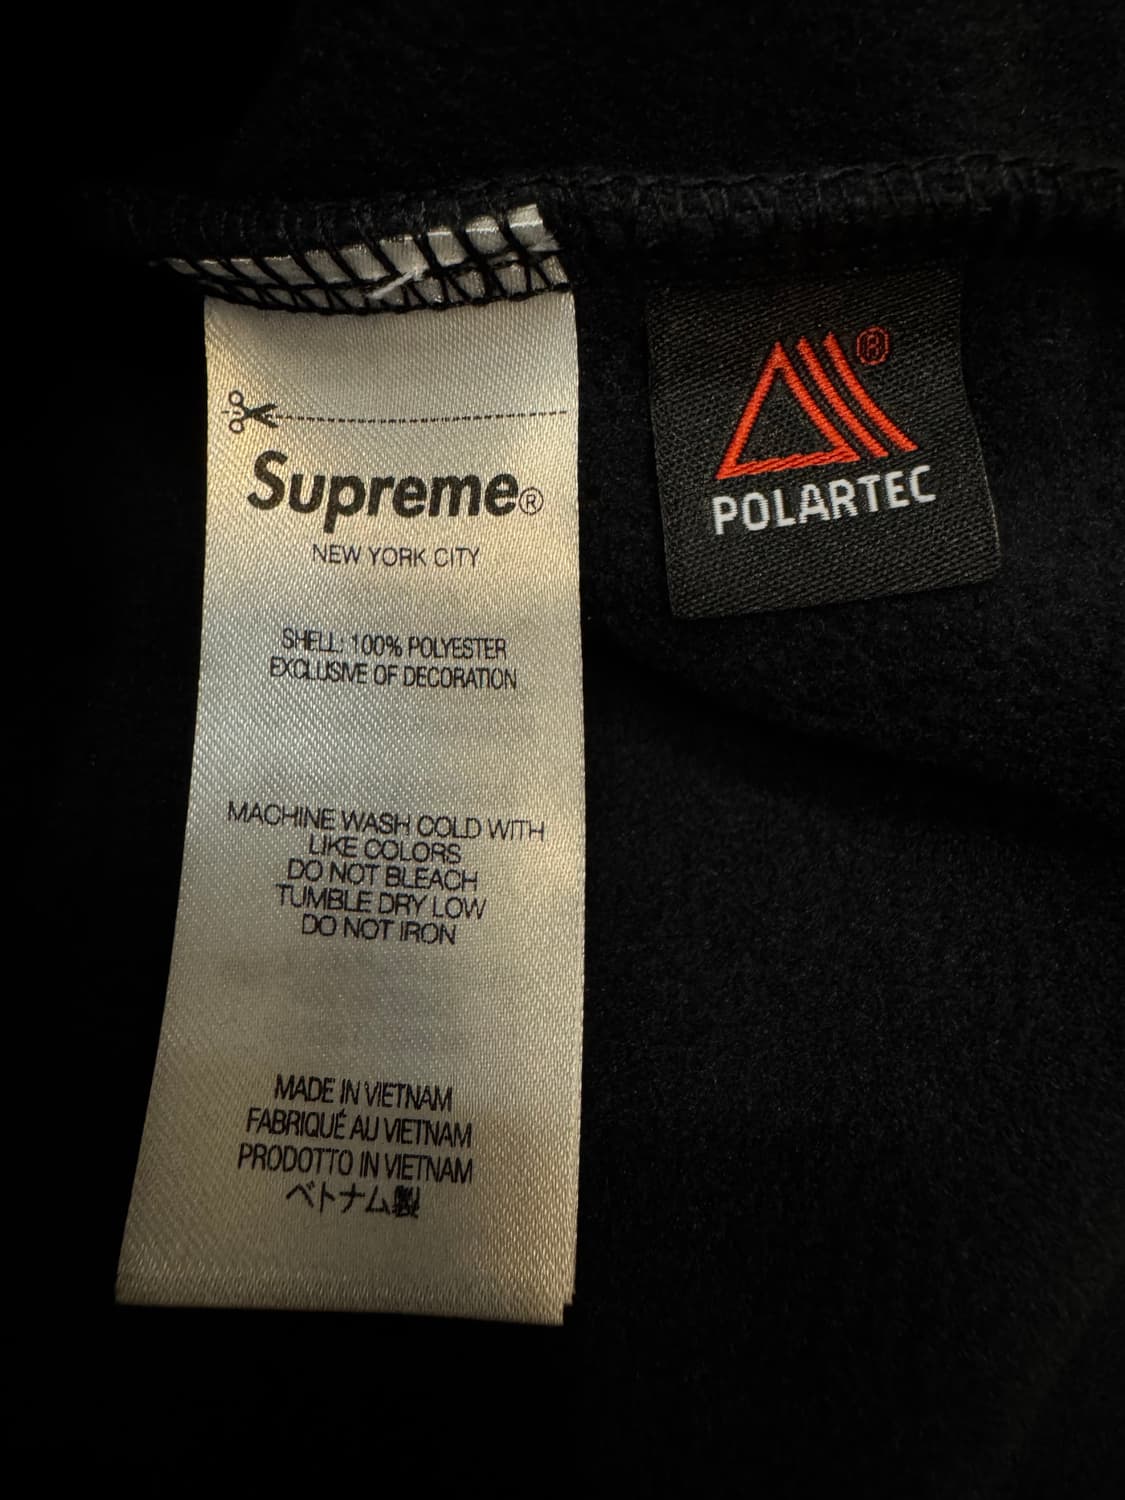 Supreme®
NEW YORK CITY
SHELL: 100% POLYESTER
EXCLUSIVE OF DECORATION
MACHINE WASH COLD WITH
LIKE COLORS
DO NOT BLEACH
TUMBLE DRY LOW
DO NOT IRON
MADE IN VIETNAM
FABRIQUÉ AU VIETNAM
PRODOTTO IN VIETNAM
ベトナム製
®
POLARTEC